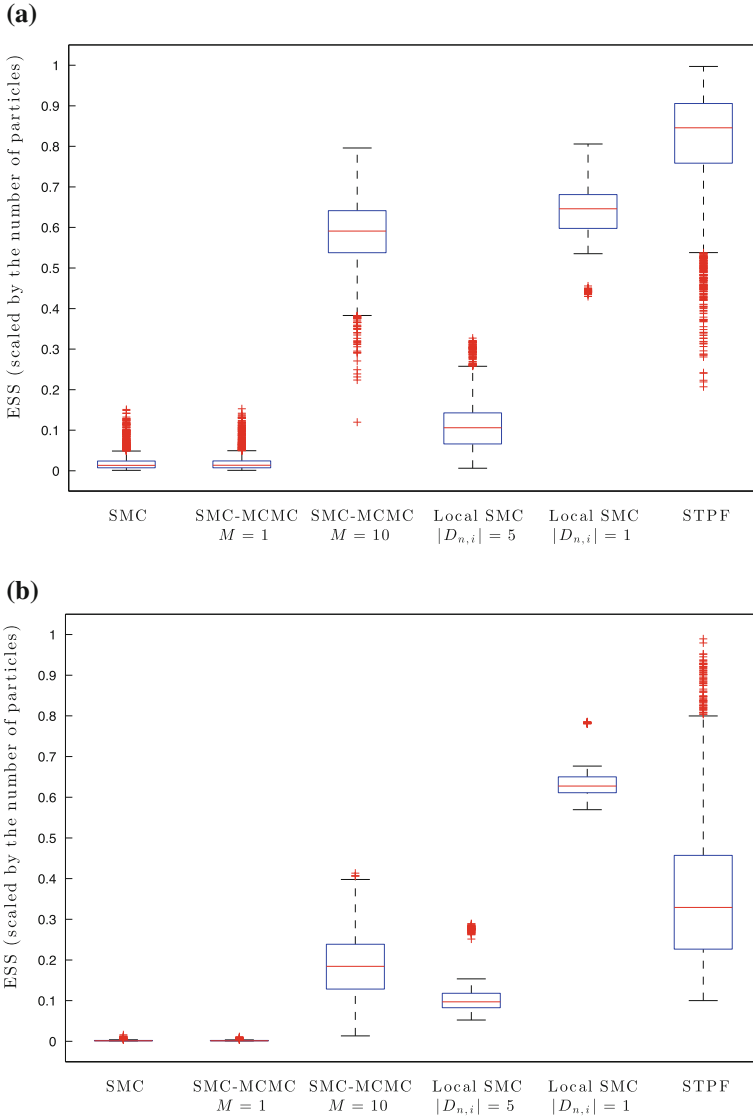 (a)
ESS (scaled by the number of particles)
1
0.9
0.8
0.7
0.6
0.5
0.4
0.3
0.2
0.1
0
SMC SMC-MCMC SMC-MCMC Local SMC Local SMC STPF
M = 1 M = 10 |D_{n,i}| = 5 |D_{n,i}| = 1
(b)
ESS (scaled by the number of particles)
1
0.9
0.8
0.7
0.6
0.5
0.4
0.3
0.2
0.1
0
SMC SMC-MCMC SMC-MCMC Local SMC Local SMC STPF
M = 1 M = 10 |D_{n,i}| = 5 |D_{n,i}| = 1